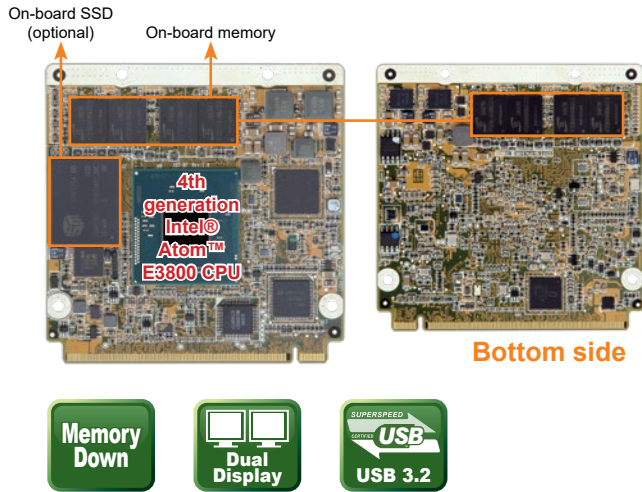 On-board SSD
(optional)
On-board memory
4th
generation
Intel®
Atom™
E3800 CPU
Bottom side
Memory
Down
Dual
Display
SUPERSPEED
CERTIFIED USB
USB 3.2